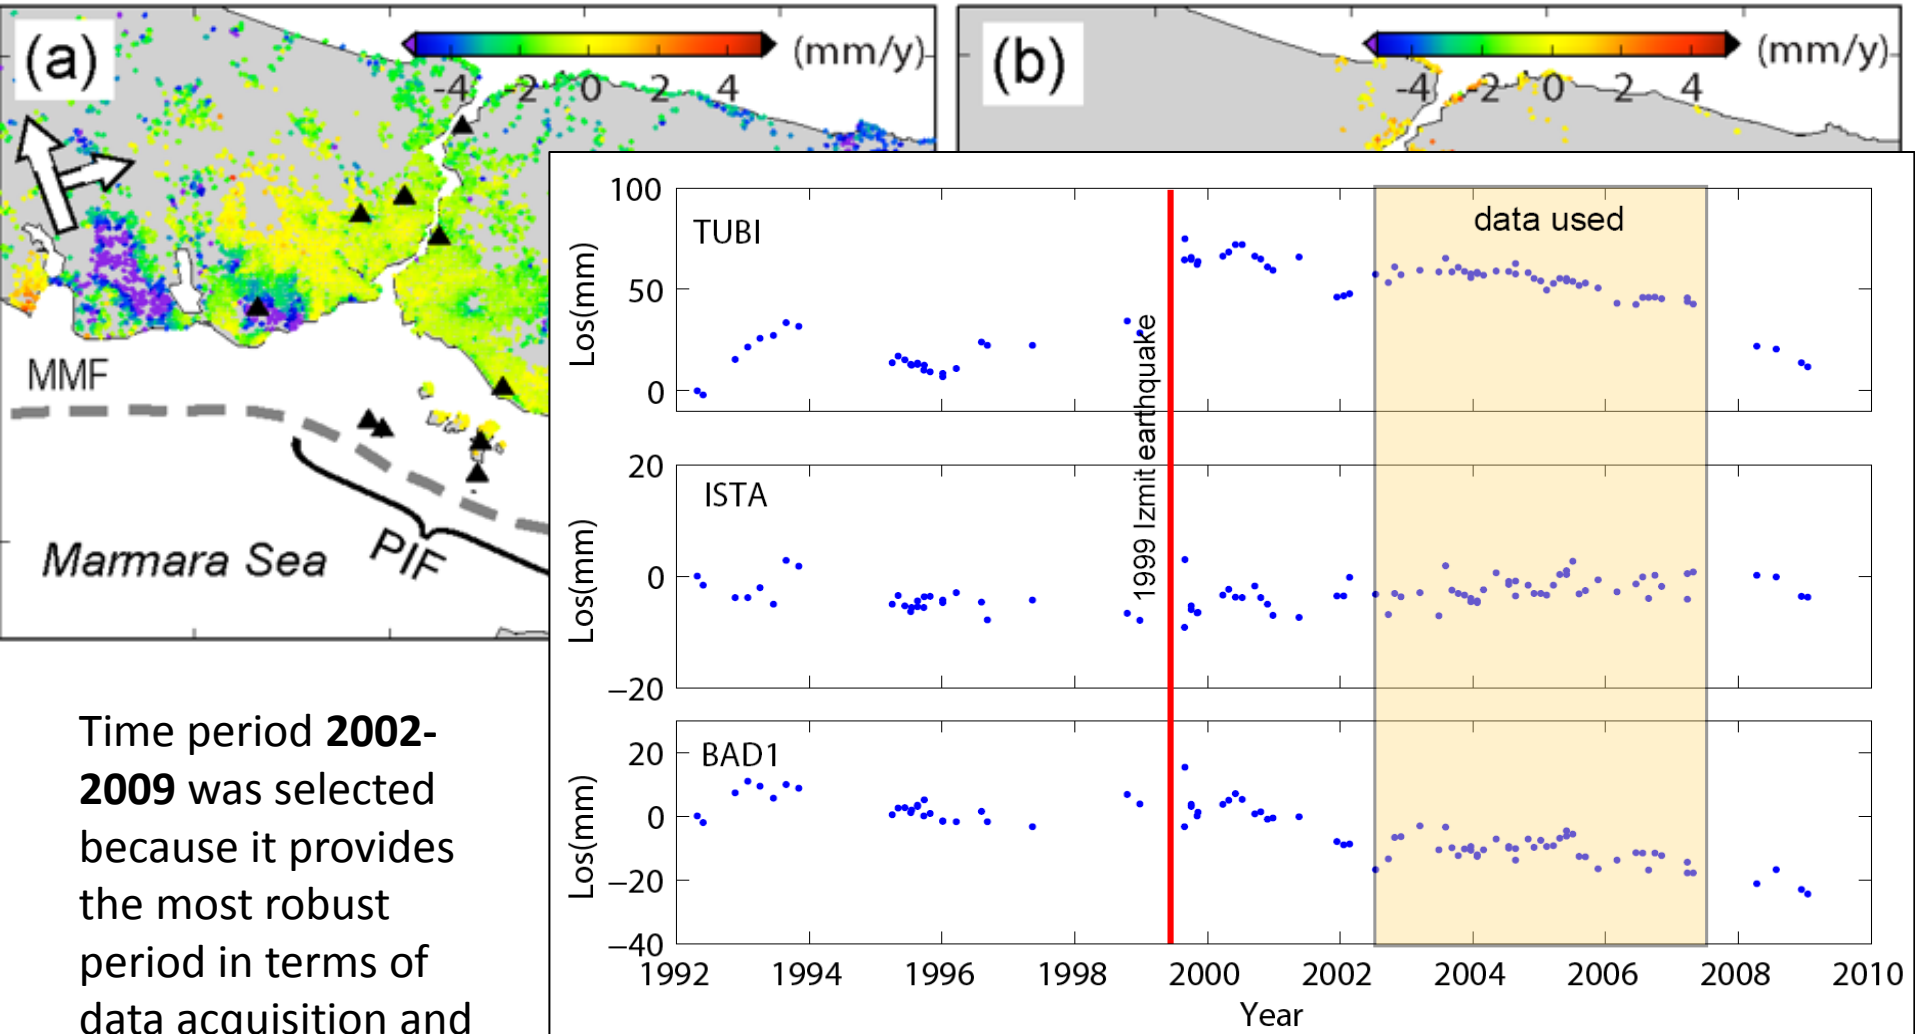 (a)
(mm/y)
-4 -2 0 2 4
(b)
(mm/y)
-4 -2 0 2 4
MMF
PIF
Marmara Sea
Time period 2002-
2009 was selected
because it provides
the most robust
period in terms of
data acquisition and
data used
1999 Izmit earthquake
TUBI
Los(mm)
100
50
0
ISTA
Los(mm)
20
0
−20
BAD1
Los(mm)
20
0
−20
−40
1992 1994 1996 1998 2000 2002 2004 2006 2008 2010
Year